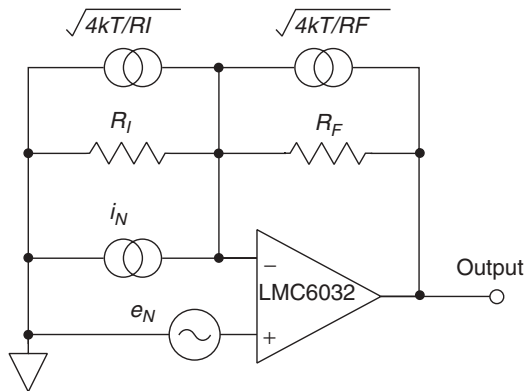 √4kT/RI
√4kT/RF
R_I
R_F
i_N
−
LMC6032
Output
e_N
+